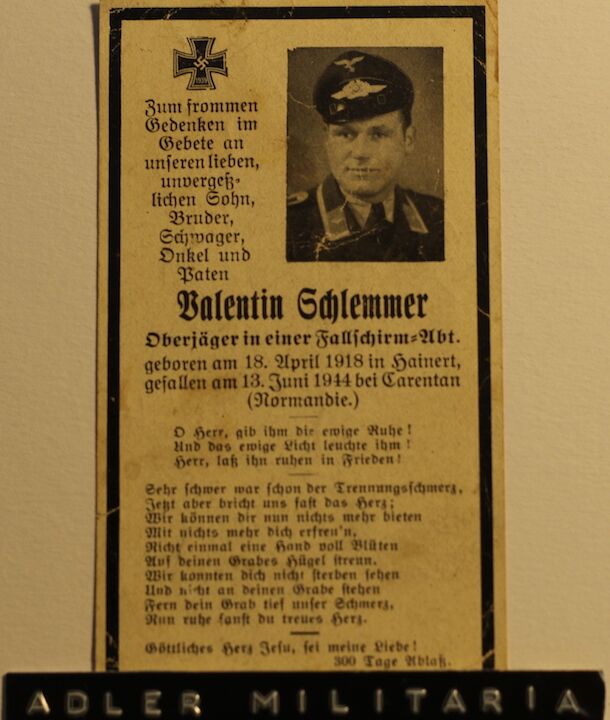 1939
Zum frommen
Gedenken im
Gebete an
unseren lieben,
unvergeß-
lichen Sohn,
Bruder,
Schwager,
Onkel und
Paten
Valentin Schlemmer
Oberjäger in einer Fallschirm-Abt.
geboren am 18. April 1918 in Hainert,
gefallen am 13. Juni 1944 bei Carentan
(Normandie.)
O Herr, gib ihm die ewige Ruhe!
Und das ewige Licht leuchte ihm!
Herr, laß ihn ruhen in Frieden!
Sehr schwer war schon der Trennungsschmerz,
Jetzt aber bricht uns fast das Herz;
Wir können dir nun nichts mehr bieten
Mit nichts mehr dich erfreu'n,
Nicht einmal eine Hand voll Blüten
Auf deinen Grabes Hügel streun.
Wir konnten dich nicht sterben sehen
Und nicht an deinen Grabe stehen
Fern dein Grab tief unser Schmerz,
Nun ruhe sanft du treues Herz.
Göttliches Herz Jesu, sei meine Liebe!
300 Tage Ablaß.
ADLER MILITARIA